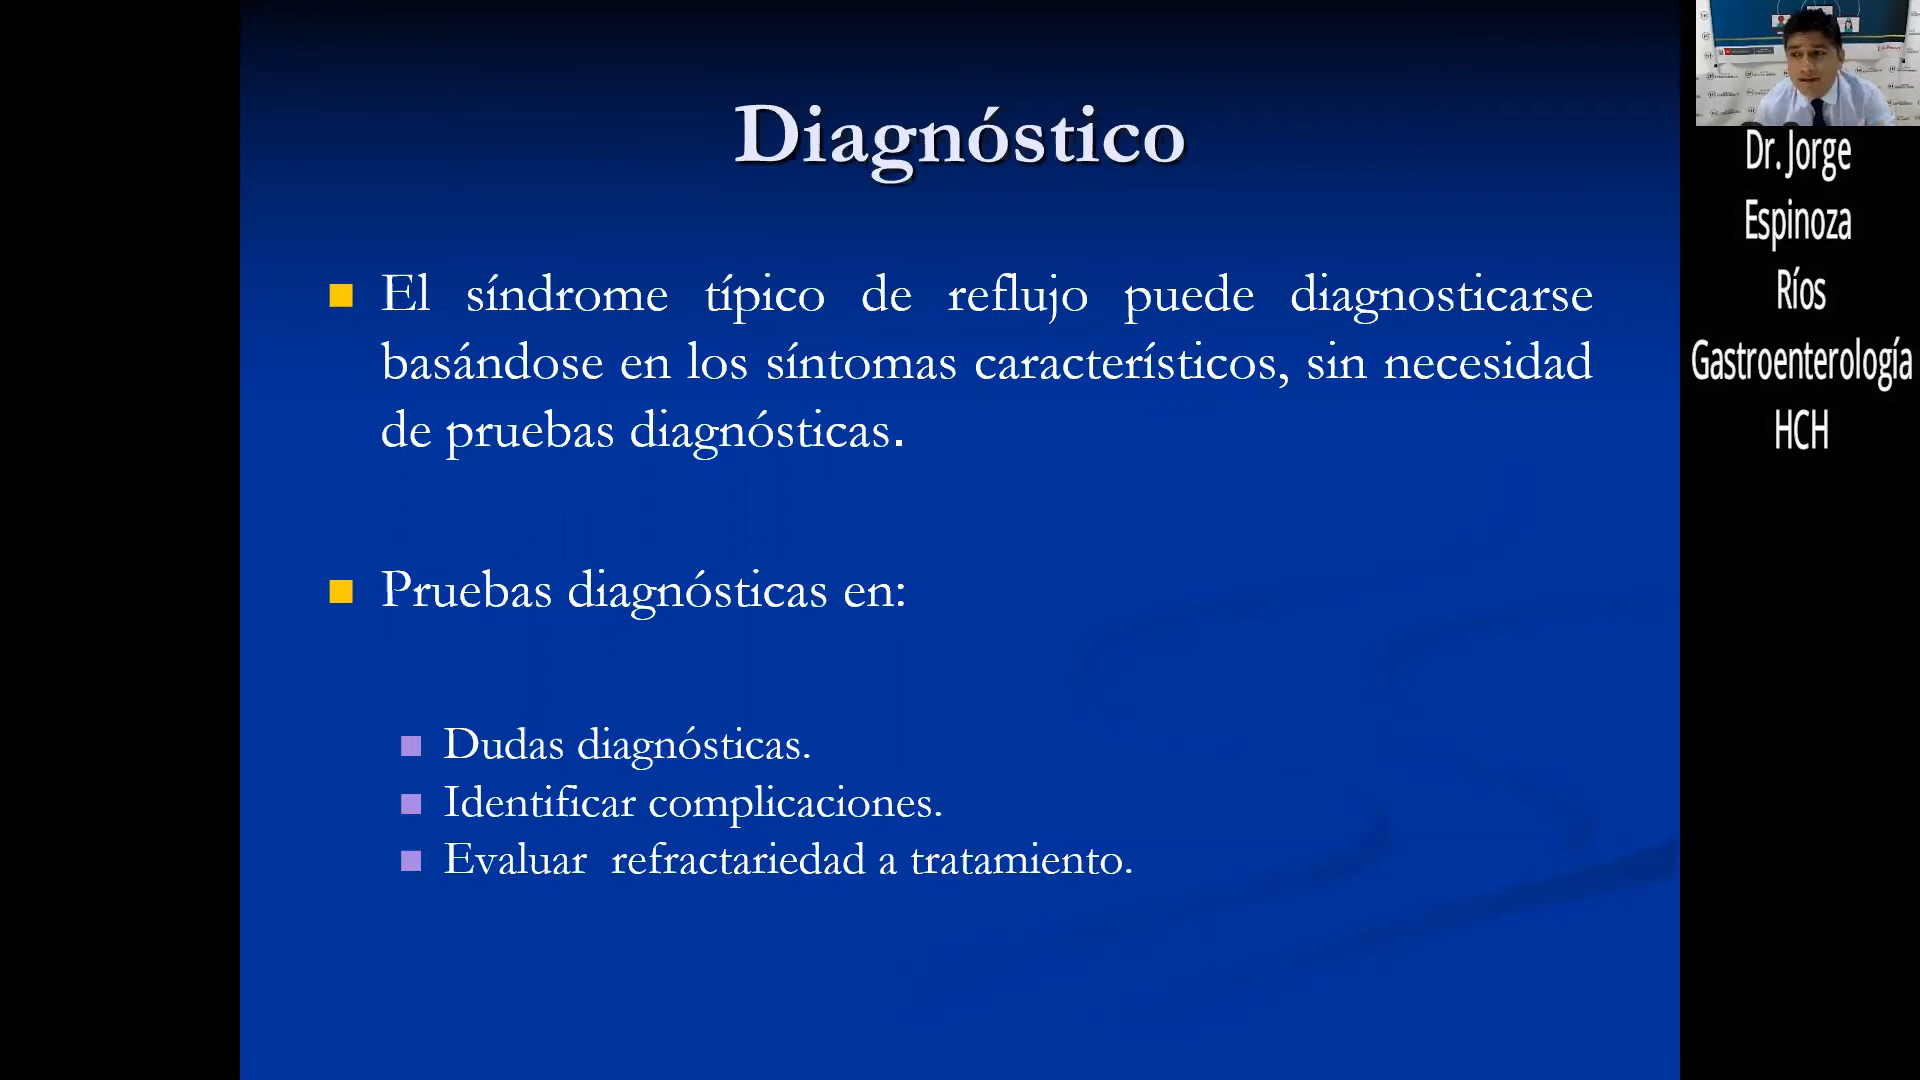 Diagnóstico
El síndrome típico de reflujo puede diagnosticarse
basándose en los síntomas característicos, sin necesidad
de pruebas diagnósticas.
Pruebas diagnósticas en:
Dudas diagnósticas.
Identificar complicaciones.
Evaluar refractariedad a tratamiento.
Dr. Jorge
Espinoza
Ríos
Gastroenterología
HCH